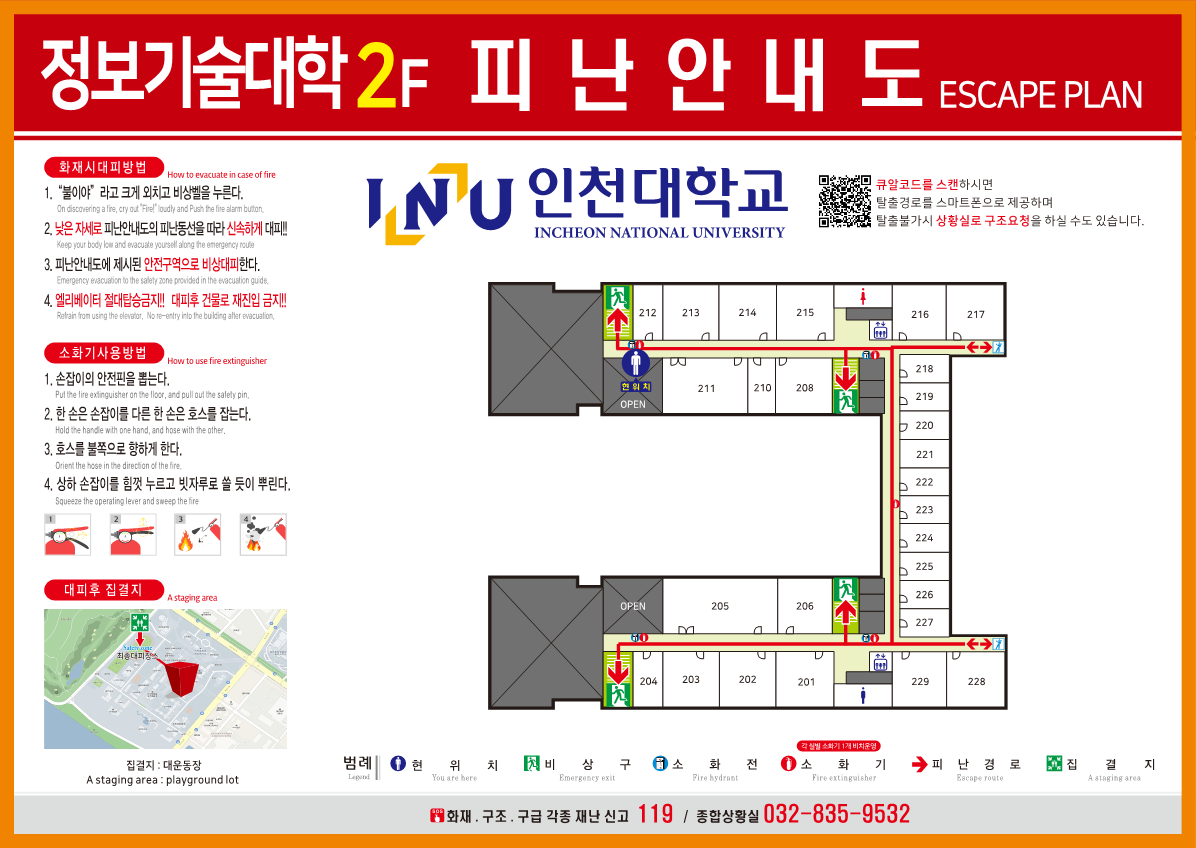 정보기술대학 2F 피난안내도 ESCAPE PLAN
화재시대피방법 How to evacuate in case of fire
1. “불이야” 라고 크게 외치고 비상벨을 누른다.
On discovering a fire, cry out "Fire!" loudly and Push the fire alarm button.
2. 낮은 자세로 피난안내도의 피난동선을 따라 신속하게 대피!!
Keep your body low and evacuate yourself along the emergency route
3. 피난안내도에 제시된 안전구역으로 비상대피한다.
Emergency evacuation to the safety zone provided in the evacuation guide.
4. 엘리베이터 절대탑승금지!! 대피후 건물로 재진입 금지!!
Refrain from using the elevator. No re-entry into the building after evacuation.
소화기사용방법 How to use fire extinguisher
1. 손잡이의 안전핀을 뽑는다.
Put the fire extinguisher on the floor, and pull out the safety pin.
2. 한 손은 손잡이를 다른 한 손은 호스를 잡는다.
Hold the handle with one hand, and hose with the other.
3. 호스를 불쪽으로 향하게 한다.
Orient the hose in the direction of the fire.
4. 상하 손잡이를 힘껏 누르고 빗자루로 쓸 듯이 뿌린다.
Squeeze the operating lever and sweep the fire
1 2 3 4
대피후 집결지 A staging area
Safety zone
최종대피장소
집결지 : 대운동장
A staging area : playground lot
INU 인천대학교
INCHEON NATIONAL UNIVERSITY
큐알코드를 스캔하시면
탈출경로를 스마트폰으로 제공하며
탈출불가시 상황실로 구조요청을 하실 수도 있습니다.
212 213 214 215 216 217
현위치
OPEN
211 210 208
218
219
220
221
222
223
224
225
226
227
OPEN
205 206
204 203 202 201 229 228
각 실별 소화기 1개 비치운영
범례 현위치 비상구 소화전 소화기 피난경로 집결지
Legend You are here Emergency exit Fire hydrant Fire extinguisher Escape route A staging area
SOS 화재 . 구조 . 구급 각종 재난 신고 119 / 종합상황실 032-835-9532